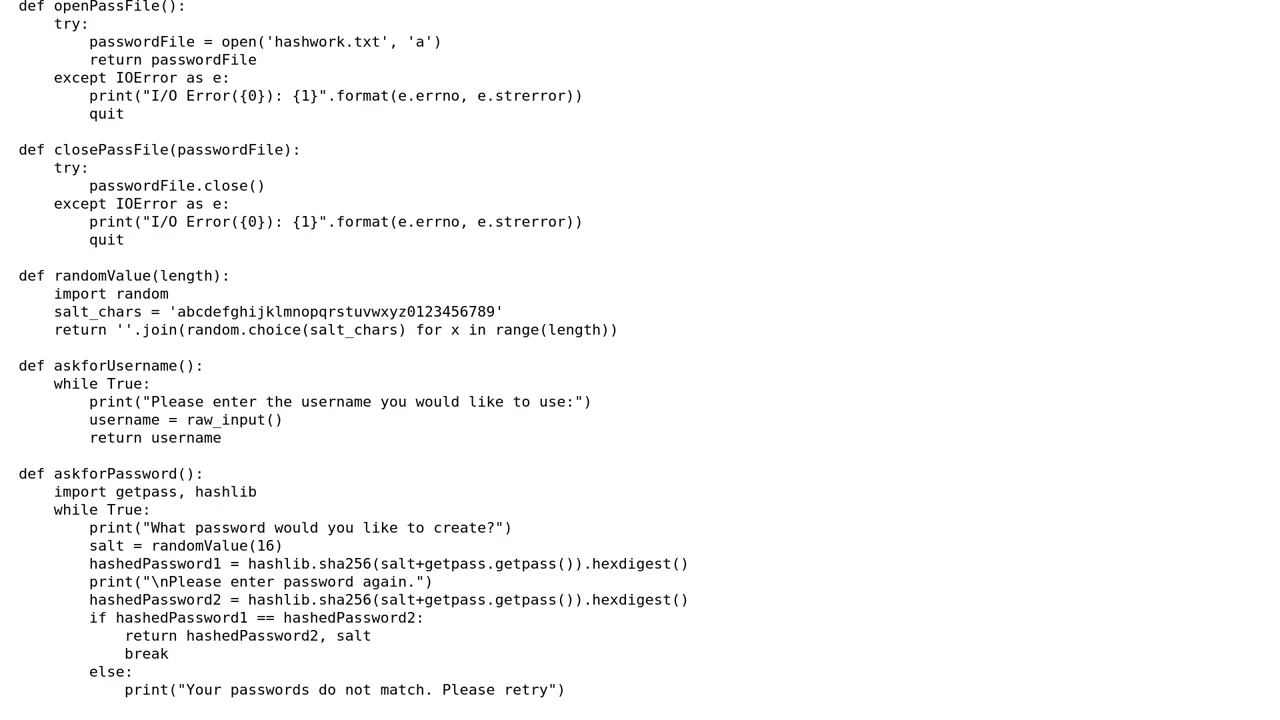 def openPassFile():
    try:
        passwordFile = open('hashwork.txt', 'a')
        return passwordFile
    except IOError as e:
        print("I/O Error({0}): {1}".format(e.errno, e.strerror))
        quit

def closePassFile(passwordFile):
    try:
        passwordFile.close()
    except IOError as e:
        print("I/O Error({0}): {1}".format(e.errno, e.strerror))
        quit

def randomValue(length):
    import random
    salt_chars = 'abcdefghijklmnopqrstuvwxyz0123456789'
    return ''.join(random.choice(salt_chars) for x in range(length))

def askforUsername():
    while True:
        print("Please enter the username you would like to use:")
        username = raw_input()
        return username

def askforPassword():
    import getpass, hashlib
    while True:
        print("What password would you like to create?")
        salt = randomValue(16)
        hashedPassword1 = hashlib.sha256(salt+getpass.getpass()).hexdigest()
        print("\nPlease enter password again.")
        hashedPassword2 = hashlib.sha256(salt+getpass.getpass()).hexdigest()
        if hashedPassword1 == hashedPassword2:
            return hashedPassword2, salt
            break
        else:
            print("Your passwords do not match. Please retry")